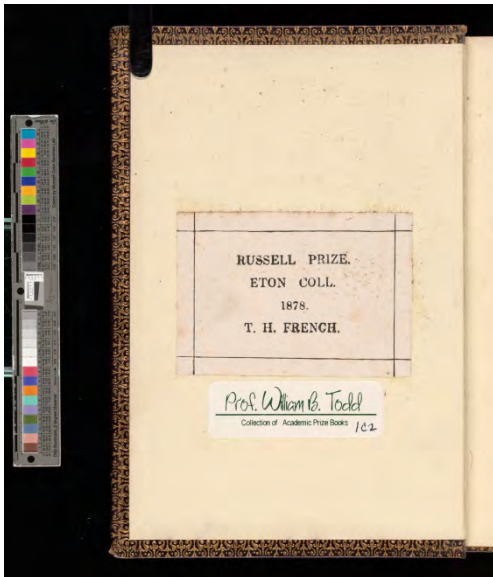 RUSSELL PRIZE.
ETON COLL.
1878.
T. H. FRENCH.
Prof. William B. Todd
Collection of Academic Prize Books 1C2